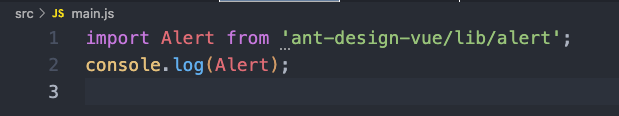 src > JS main.js
1 import Alert from 'ant-design-vue/lib/alert';
2 console.log(Alert);
3